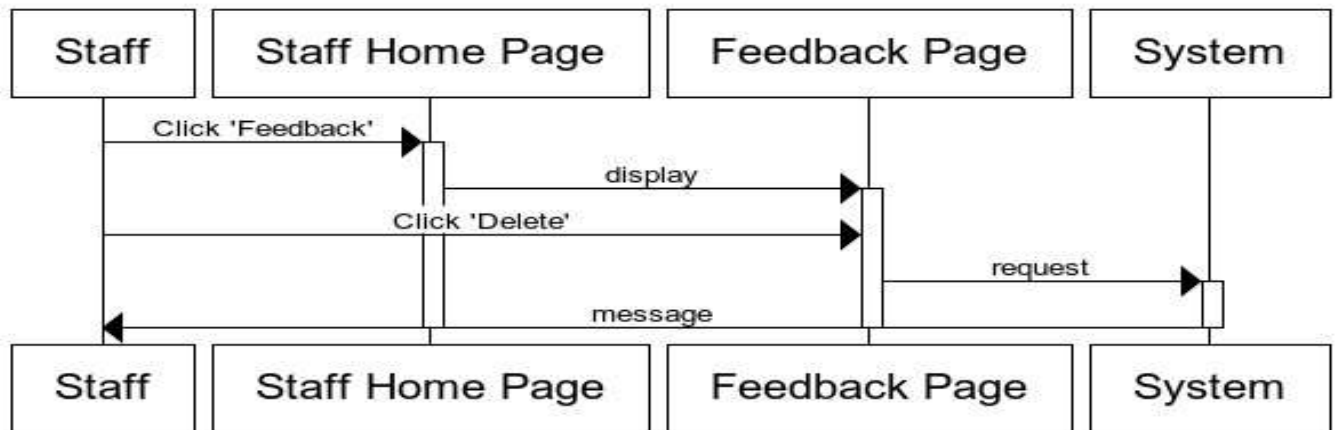 Staff Staff Home Page Feedback Page System
Click 'Feedback'
display
Click 'Delete'
request
message
Staff Staff Home Page Feedback Page System